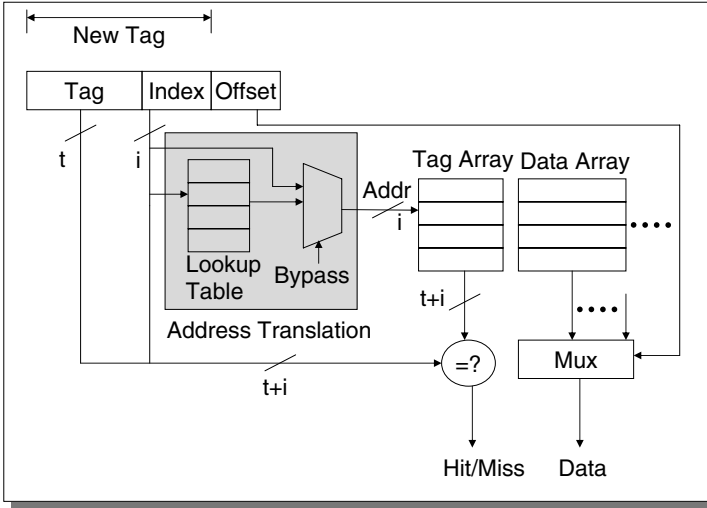 New Tag
Tag Index Offset
t
i
Tag Array Data Array
Addr
i
Lookup
Table
Bypass
t+i
Address Translation
=?
Mux
t+i
Hit/Miss
Data